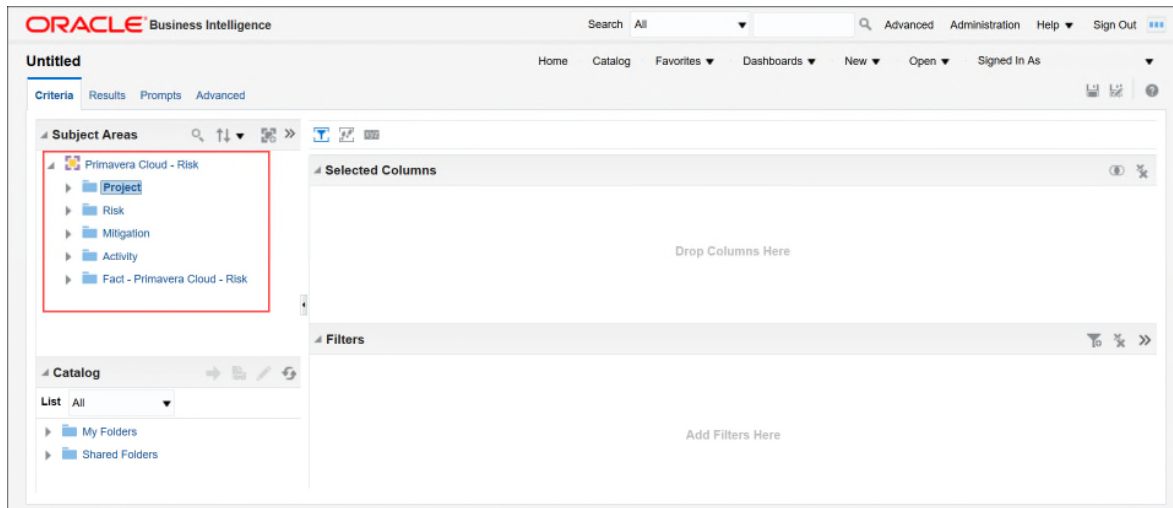 ORACLE Business Intelligence Search All Advanced Administration Help Sign Out
Untitled Home Catalog Favorites Dashboards New Open Signed In As
Criteria Results Prompts Advanced
Subject Areas
Primavera Cloud - Risk
Project
Risk
Mitigation
Activity
Fact - Primavera Cloud - Risk
Selected Columns
Drop Columns Here
Filters
Add Filters Here
Catalog
List All
My Folders
Shared Folders